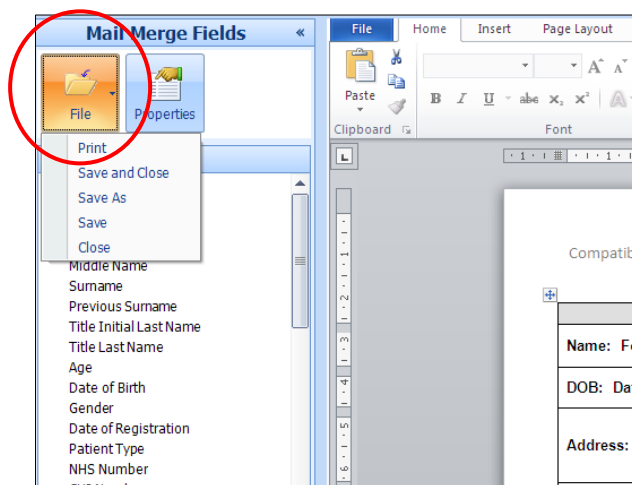 Mail Merge Fields «
File
Properties
Print
Save and Close
Save As
Save
Close
Middle Name
Surname
Previous Surname
Title Initial Last Name
Title Last Name
Age
Date of Birth
Gender
Date of Registration
Patient Type
NHS Number
File Home Insert Page Layout
Paste
Clipboard
B I U abc x₂ x² A
A A
Font
Compatib
Name: F
DOB: Da
Address: